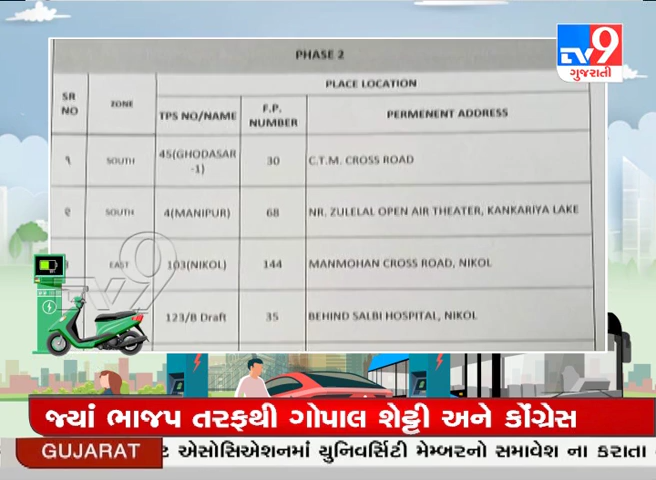 PHASE 2
TV9
ગુજરાતી
PLACE LOCATION
SR NO
ZONE
TPS NO/NAME
F.P. NUMBER
PERMENENT ADDRESS
૧ SOUTH 45(GHODASAR-1) 30 C.T.M. CROSS ROAD
૨ SOUTH 4(MANIPUR) 68 NR. ZULELAL OPEN AIR THEATER, KANKARIYA LAKE
EAST 103(NIKOL) 144 MANMOHAN CROSS ROAD, NIKOL
123/B Draft 35 BEHIND SALBI HOSPITAL, NIKOL
TV9
જ્યાં ભાજપ તરફથી ગોપાલ શેટ્ટી અને કોંગ્રેસ
GUJARAT એસોસિએશનમાં યુનિવર્સિટી મેમ્બરનો સમાવેશ ના કરાતા